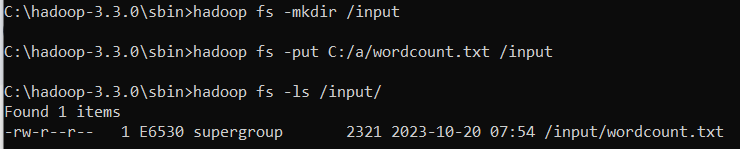 C:\hadoop-3.3.0\sbin>hadoop fs -mkdir /input
C:\hadoop-3.3.0\sbin>hadoop fs -put C:/a/wordcount.txt /input
C:\hadoop-3.3.0\sbin>hadoop fs -ls /input/
Found 1 items
-rw-r--r--   1 E6530 supergroup       2321 2023-10-20 07:54 /input/wordcount.txt